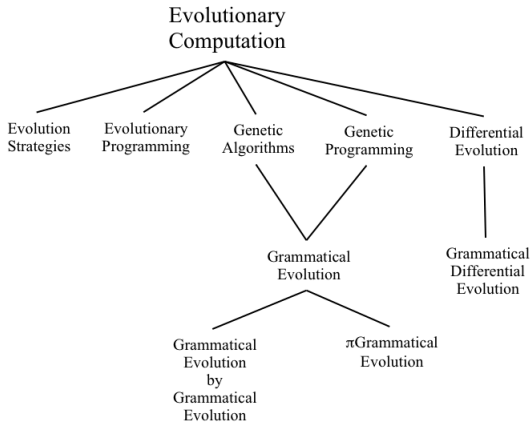 Evolutionary
Computation
Evolution
Strategies
Evolutionary
Programming
Genetic
Algorithms
Genetic
Programming
Differential
Evolution
Grammatical
Evolution
Grammatical
Differential
Evolution
Grammatical
Evolution
by
Grammatical
Evolution
πGrammatical
Evolution